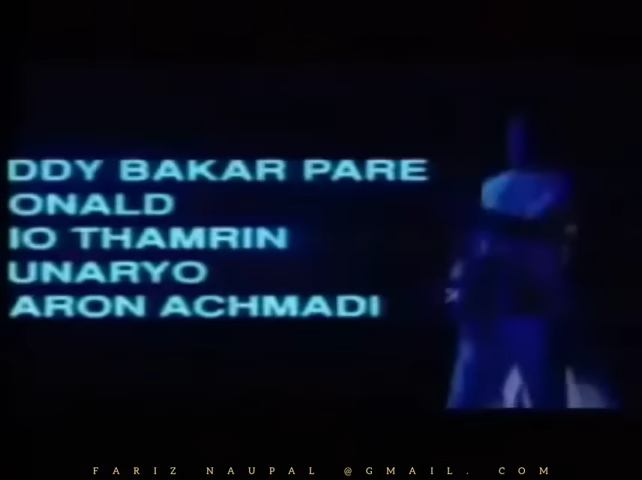 DDY BAKAR PARE
ONALD
IO THAMRIN
UNARYO
ARON ACHMADI
FARIZ NAUPAL @GMAIL. COM